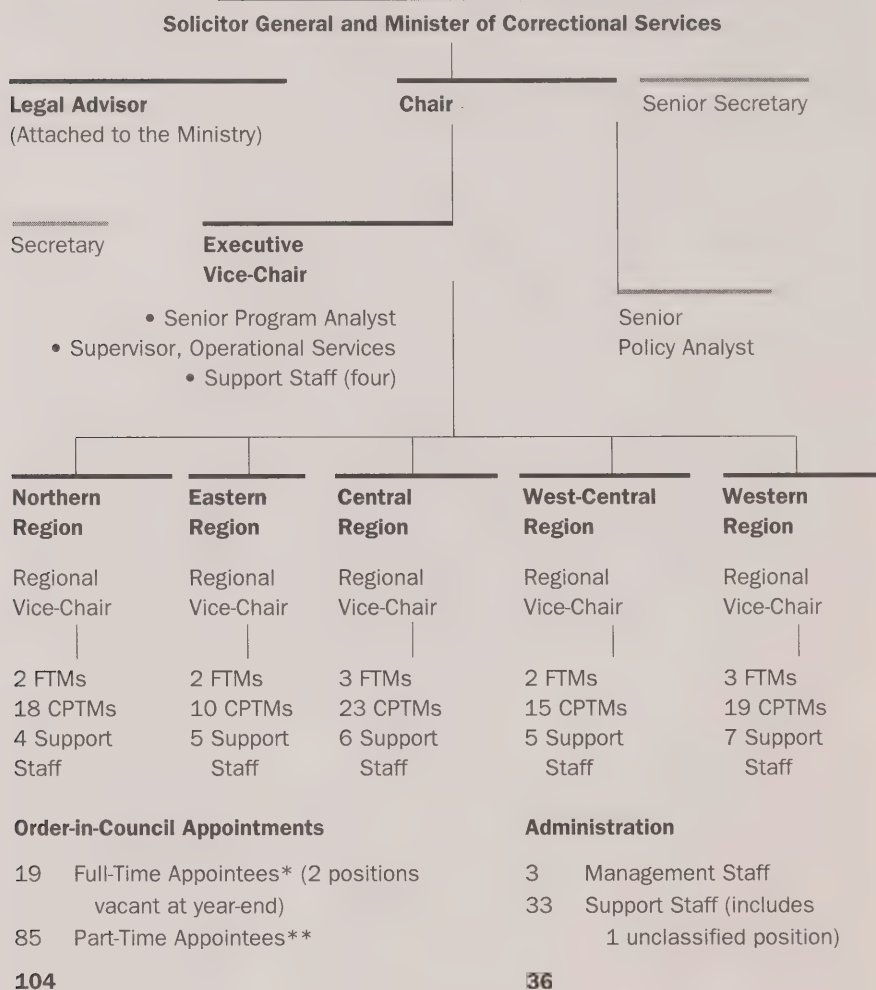 Solicitor General and Minister of Correctional Services
Legal Advisor
(Attached to the Ministry)
Chair
Senior Secretary
Secretary
Executive
Vice-Chair
• Senior Program Analyst
• Supervisor, Operational Services
• Support Staff (four)
Senior
Policy Analyst
Northern
Region
Regional
Vice-Chair
2 FTMs
18 CPTMs
4 Support
Staff
Eastern
Region
Regional
Vice-Chair
2 FTMs
10 CPTMs
5 Support
Staff
Central
Region
Regional
Vice-Chair
3 FTMs
23 CPTMs
6 Support
Staff
West-Central
Region
Regional
Vice-Chair
2 FTMs
15 CPTMs
5 Support
Staff
Western
Region
Regional
Vice-Chair
3 FTMs
19 CPTMs
7 Support
Staff
Order-in-Council Appointments
19 Full-Time Appointees* (2 positions
vacant at year-end)
85 Part-Time Appointees**
104
Administration
3 Management Staff
33 Support Staff (includes
1 unclassified position)
36